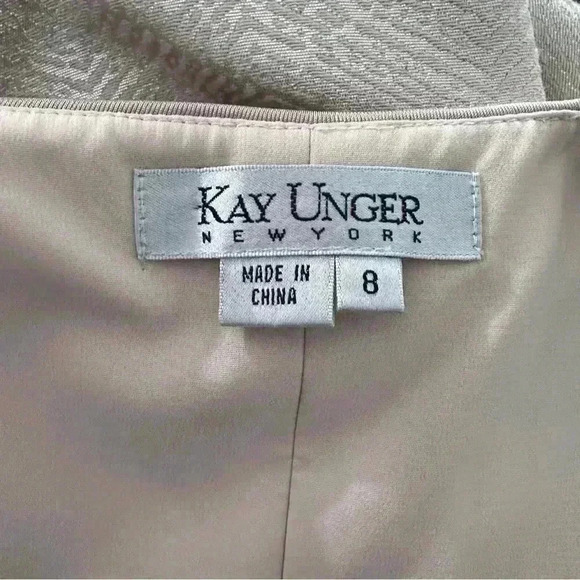 KAY UNGER
NEW YORK
MADE IN
CHINA
8